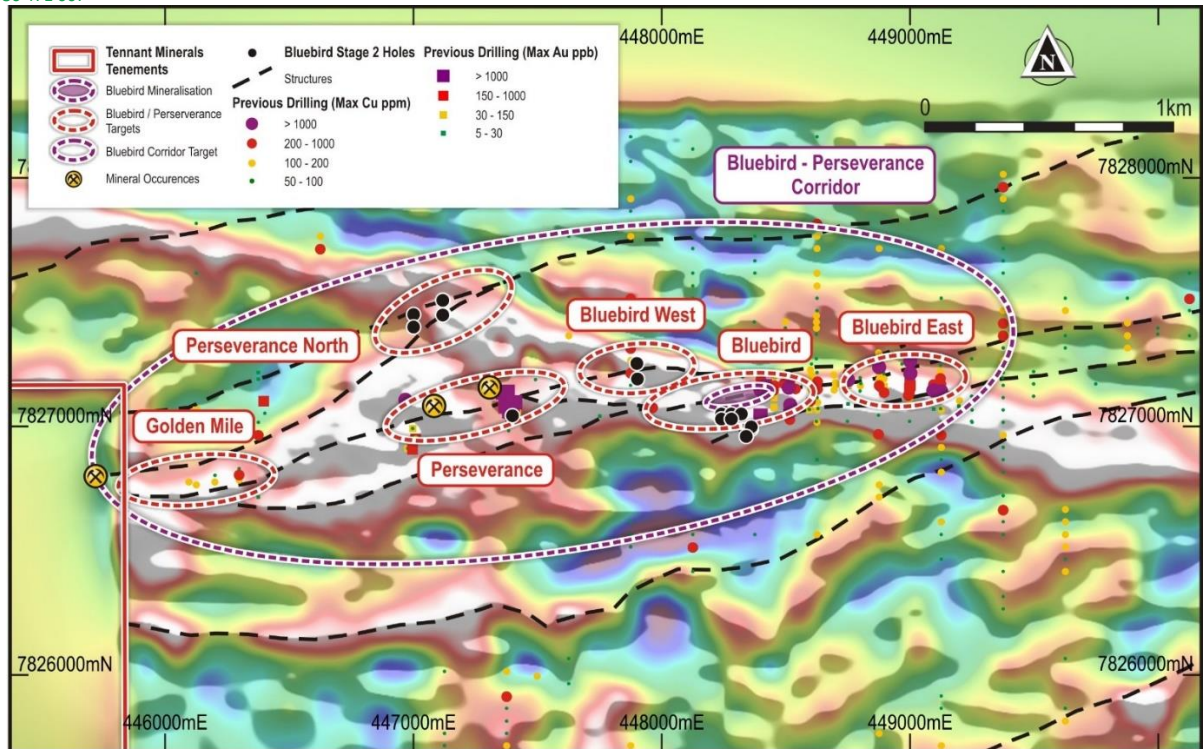 448000mE
449000mE
Tennant Minerals
Tenements
Bluebird Mineralisation
Bluebird / Perseverance
Targets
Bluebird Corridor Target
Mineral Occurences
Bluebird Stage 2 Holes
Structures
Previous Drilling (Max Cu ppm)
> 1000
200 - 1000
100 - 200
50 - 100
Previous Drilling (Max Au ppb)
> 1000
150 - 1000
30 - 150
5 - 30
N
0
1km
7828000mN
Bluebird - Perseverance
Corridor
Perseverance North
Bluebird West
Bluebird
Bluebird East
7827000mN
7827000mN
Golden Mile
Perseverance
7826000mN
7826000mN
446000mE
447000mE
448000mE
449000mE